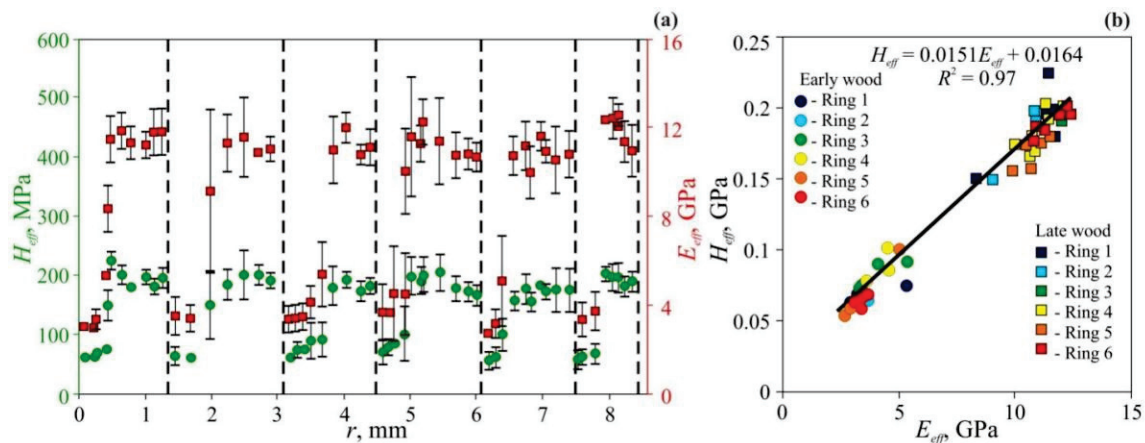 (a)
600
500
400
300
200
100
0
H_eff, MPa
0 1 2 3 4 5 6 7 8
r, mm
16
12
8
4
0
E_eff, GPa
(b)
0.25
0.2
0.15
0.1
0.05
0
H_eff, GPa
H_eff = 0.0151E_eff + 0.0164
R² = 0.97
Early wood
- Ring 1
- Ring 2
- Ring 3
- Ring 4
- Ring 5
- Ring 6
Late wood
- Ring 1
- Ring 2
- Ring 3
- Ring 4
- Ring 5
- Ring 6
0 5 10 15
E_eff, GPa